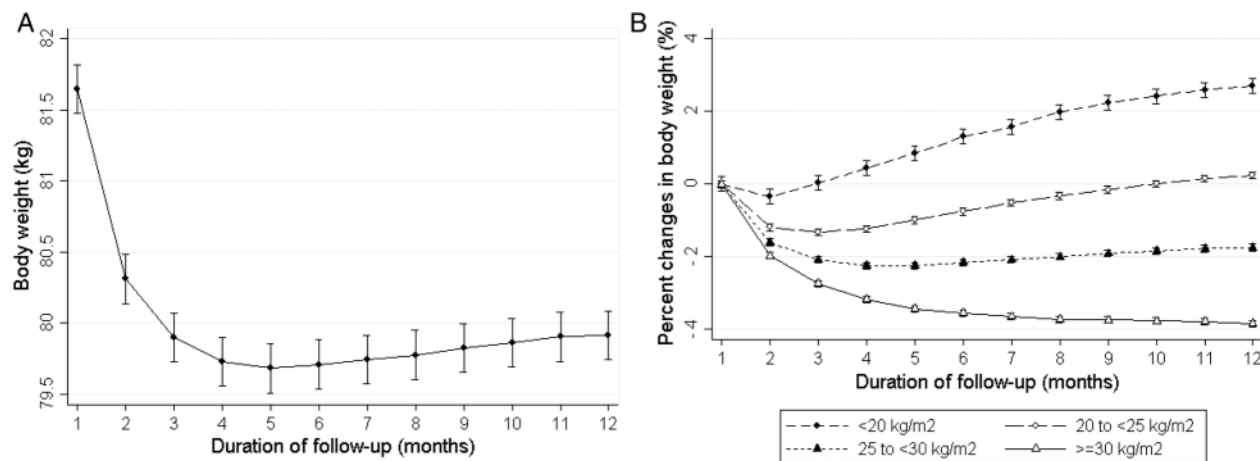 A
Body weight (kg)
82
81.5
81
80.5
80
79.5
1 2 3 4 5 6 7 8 9 10 11 12
Duration of follow-up (months)
B
Percent changes in body weight (%)
4
2
0
-2
-4
1 2 3 4 5 6 7 8 9 10 11 12
Duration of follow-up (months)
<20 kg/m2 20 to <25 kg/m2
25 to <30 kg/m2 >=30 kg/m2